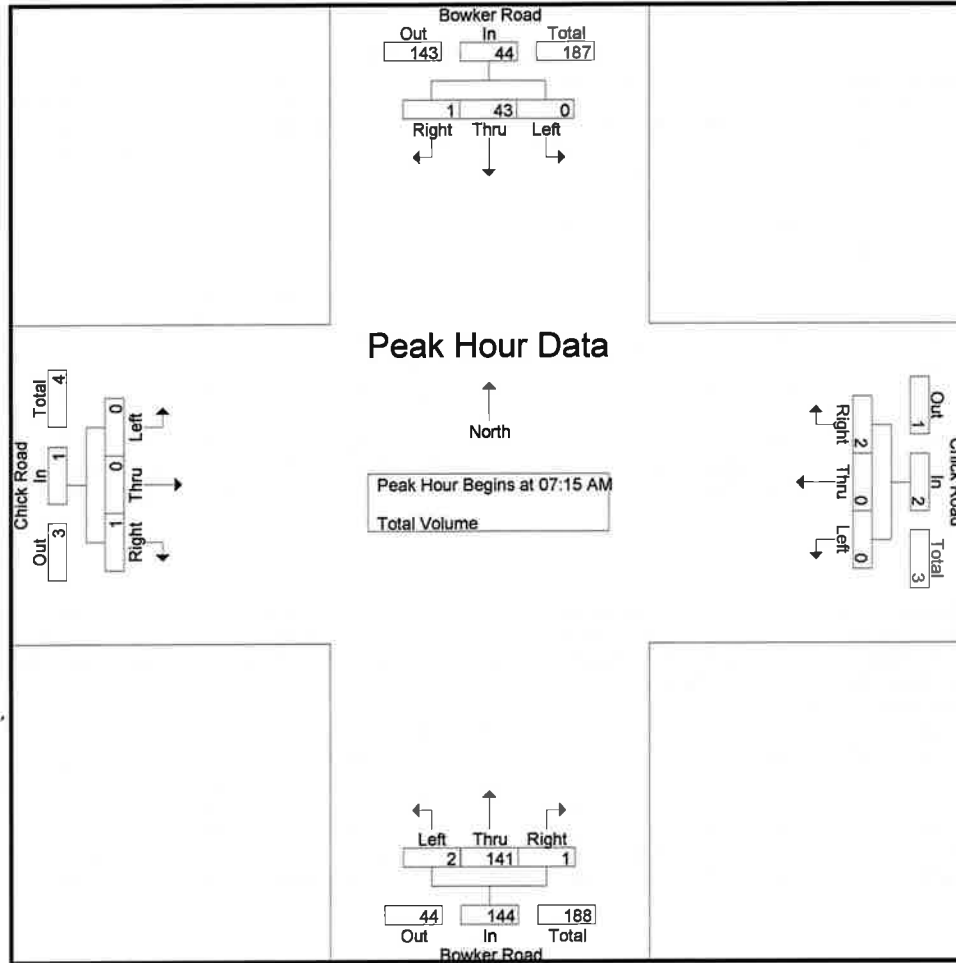 Bowker Road
Out In Total
143 44 187
1 43 0
Right Thru Left
Peak Hour Data
North
Peak Hour Begins at 07:15 AM
Total Volume
Chick Road
Total In Out
4 1 3
0 0 1
Left Thru Right
Right Thru Left
2 0 0
Out In Total
1 2 3
Chick Road
Left Thru Right
2 141 1
44 144 188
Out In Total
Bowker Road